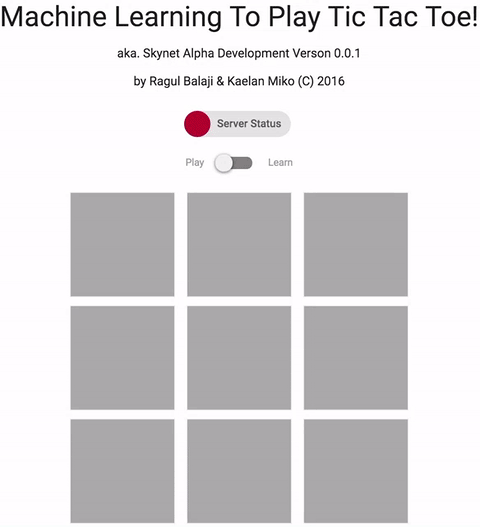 Machine Learning To Play Tic Tac Toe!
aka. Skynet Alpha Development Verson 0.0.1
by Ragul Balaji & Kaelan Miko (C) 2016
Server Status
Play Learn